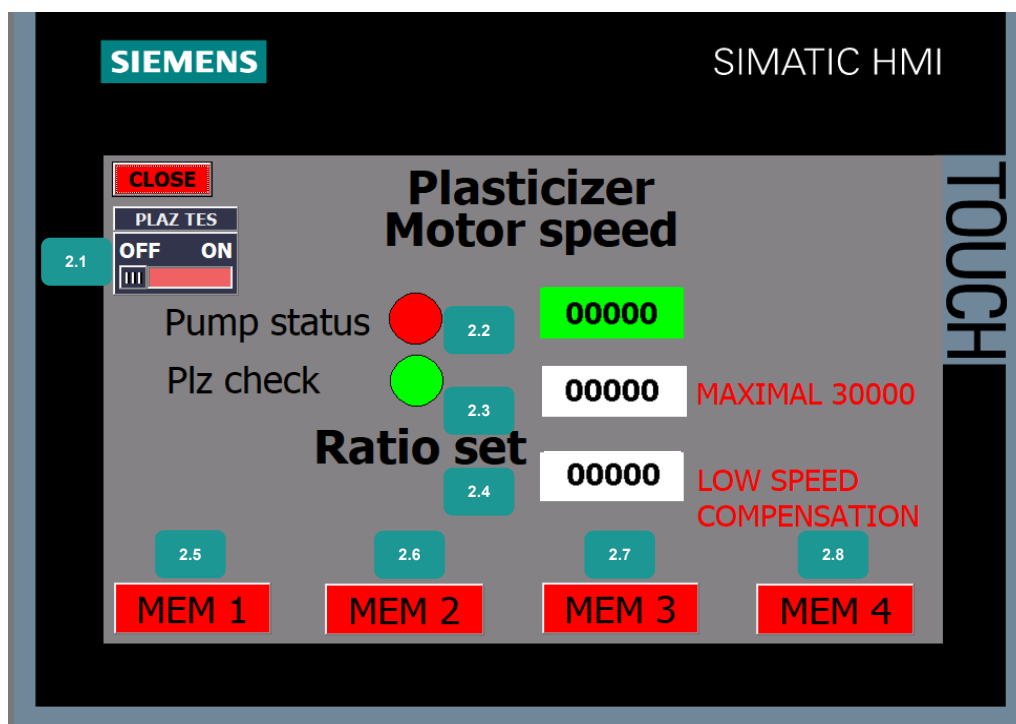 SIEMENS
SIMATIC HMI
TOUCH
CLOSE
Plasticizer
Motor speed
PLAZ TES
OFF ON
2.1
Pump status
2.2
00000
Plz check
2.3
00000
MAXIMAL 30000
Ratio set
2.4
00000
LOW SPEED
COMPENSATION
2.5
2.6
2.7
2.8
MEM 1
MEM 2
MEM 3
MEM 4